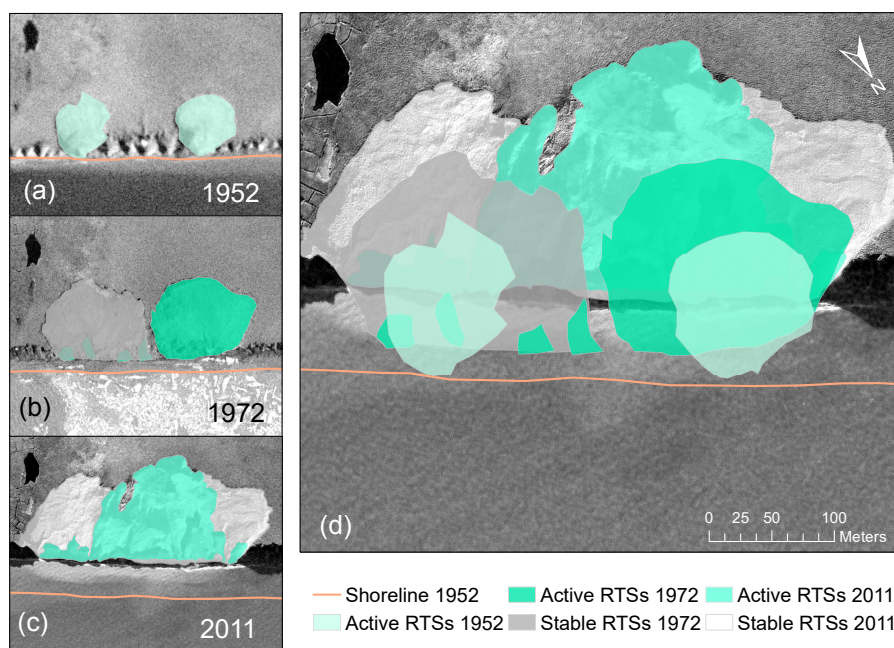 (a)
1952
(b)
1972
(c)
2011
(d)
N
0 25 50 100
Meters
Shoreline 1952
Active RTSs 1972
Active RTSs 2011
Active RTSs 1952
Stable RTSs 1972
Stable RTSs 2011